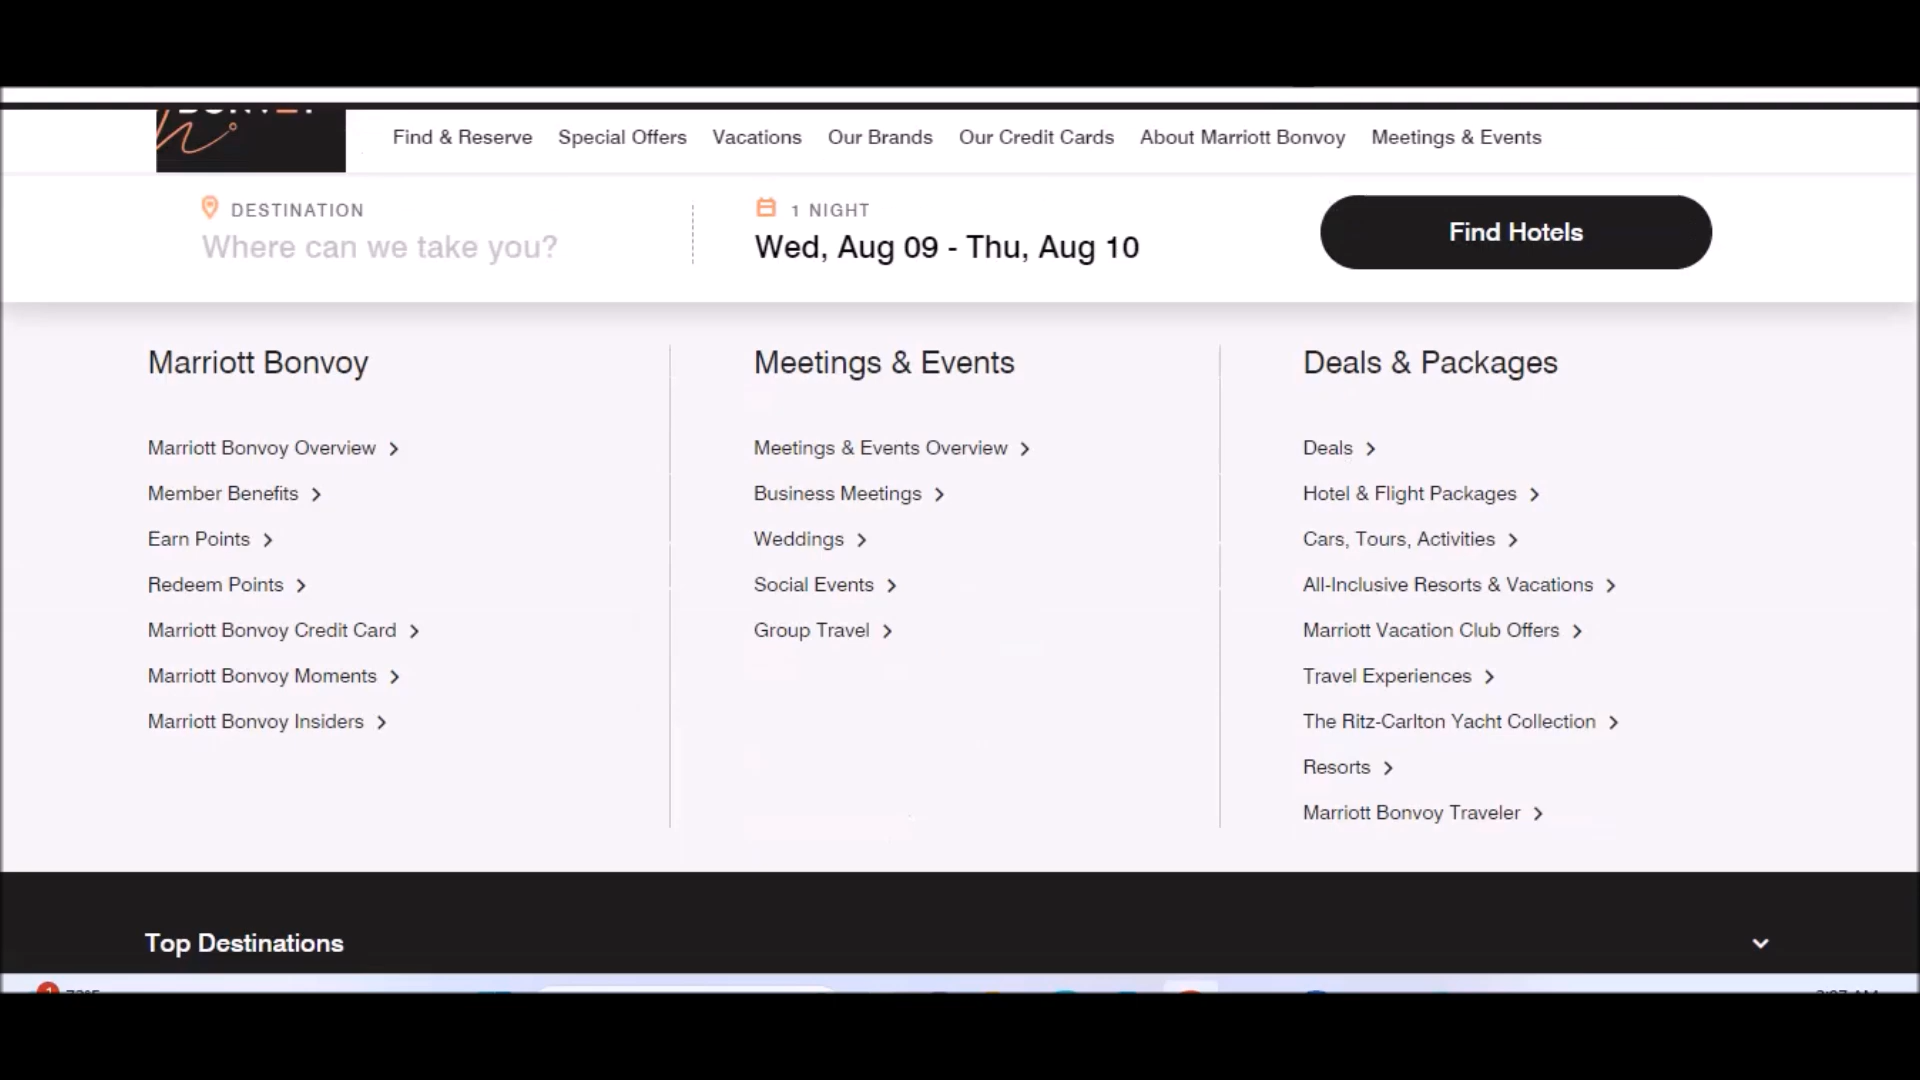 Find & Reserve Special Offers Vacations Our Brands Our Credit Cards About Marriott Bonvoy Meetings & Events
DESTINATION
Where can we take you?
1 NIGHT
Wed, Aug 09 - Thu, Aug 10
Find Hotels
Marriott Bonvoy
Marriott Bonvoy Overview
Member Benefits
Earn Points
Redeem Points
Marriott Bonvoy Credit Card
Marriott Bonvoy Moments
Marriott Bonvoy Insiders
Meetings & Events
Meetings & Events Overview
Business Meetings
Weddings
Social Events
Group Travel
Deals & Packages
Deals
Hotel & Flight Packages
Cars, Tours, Activities
All-Inclusive Resorts & Vacations
Marriott Vacation Club Offers
Travel Experiences
The Ritz-Carlton Yacht Collection
Resorts
Marriott Bonvoy Traveler
Top Destinations